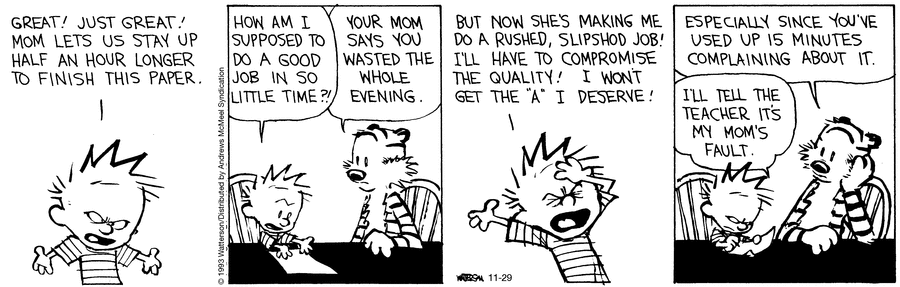 GREAT! JUST GREAT!
MOM LETS US STAY UP
HALF AN HOUR LONGER
TO FINISH THIS PAPER.
HOW AM I
SUPPOSED TO
DO A GOOD
JOB IN SO
LITTLE TIME?!
YOUR MOM
SAYS YOU
WASTED THE
WHOLE
EVENING.
© 1993 Watterson/Distributed by Andrews McMeel Syndication
BUT NOW SHE'S MAKING ME
DO A RUSHED, SLIPSHOD JOB!
I'LL HAVE TO COMPROMISE
THE QUALITY! I WON'T
GET THE "A" I DESERVE!
WATTERSON 11-29
ESPECIALLY SINCE YOU'VE
USED UP 15 MINUTES
COMPLAINING ABOUT IT.
I'LL TELL THE
TEACHER IT'S
MY MOM'S
FAULT.